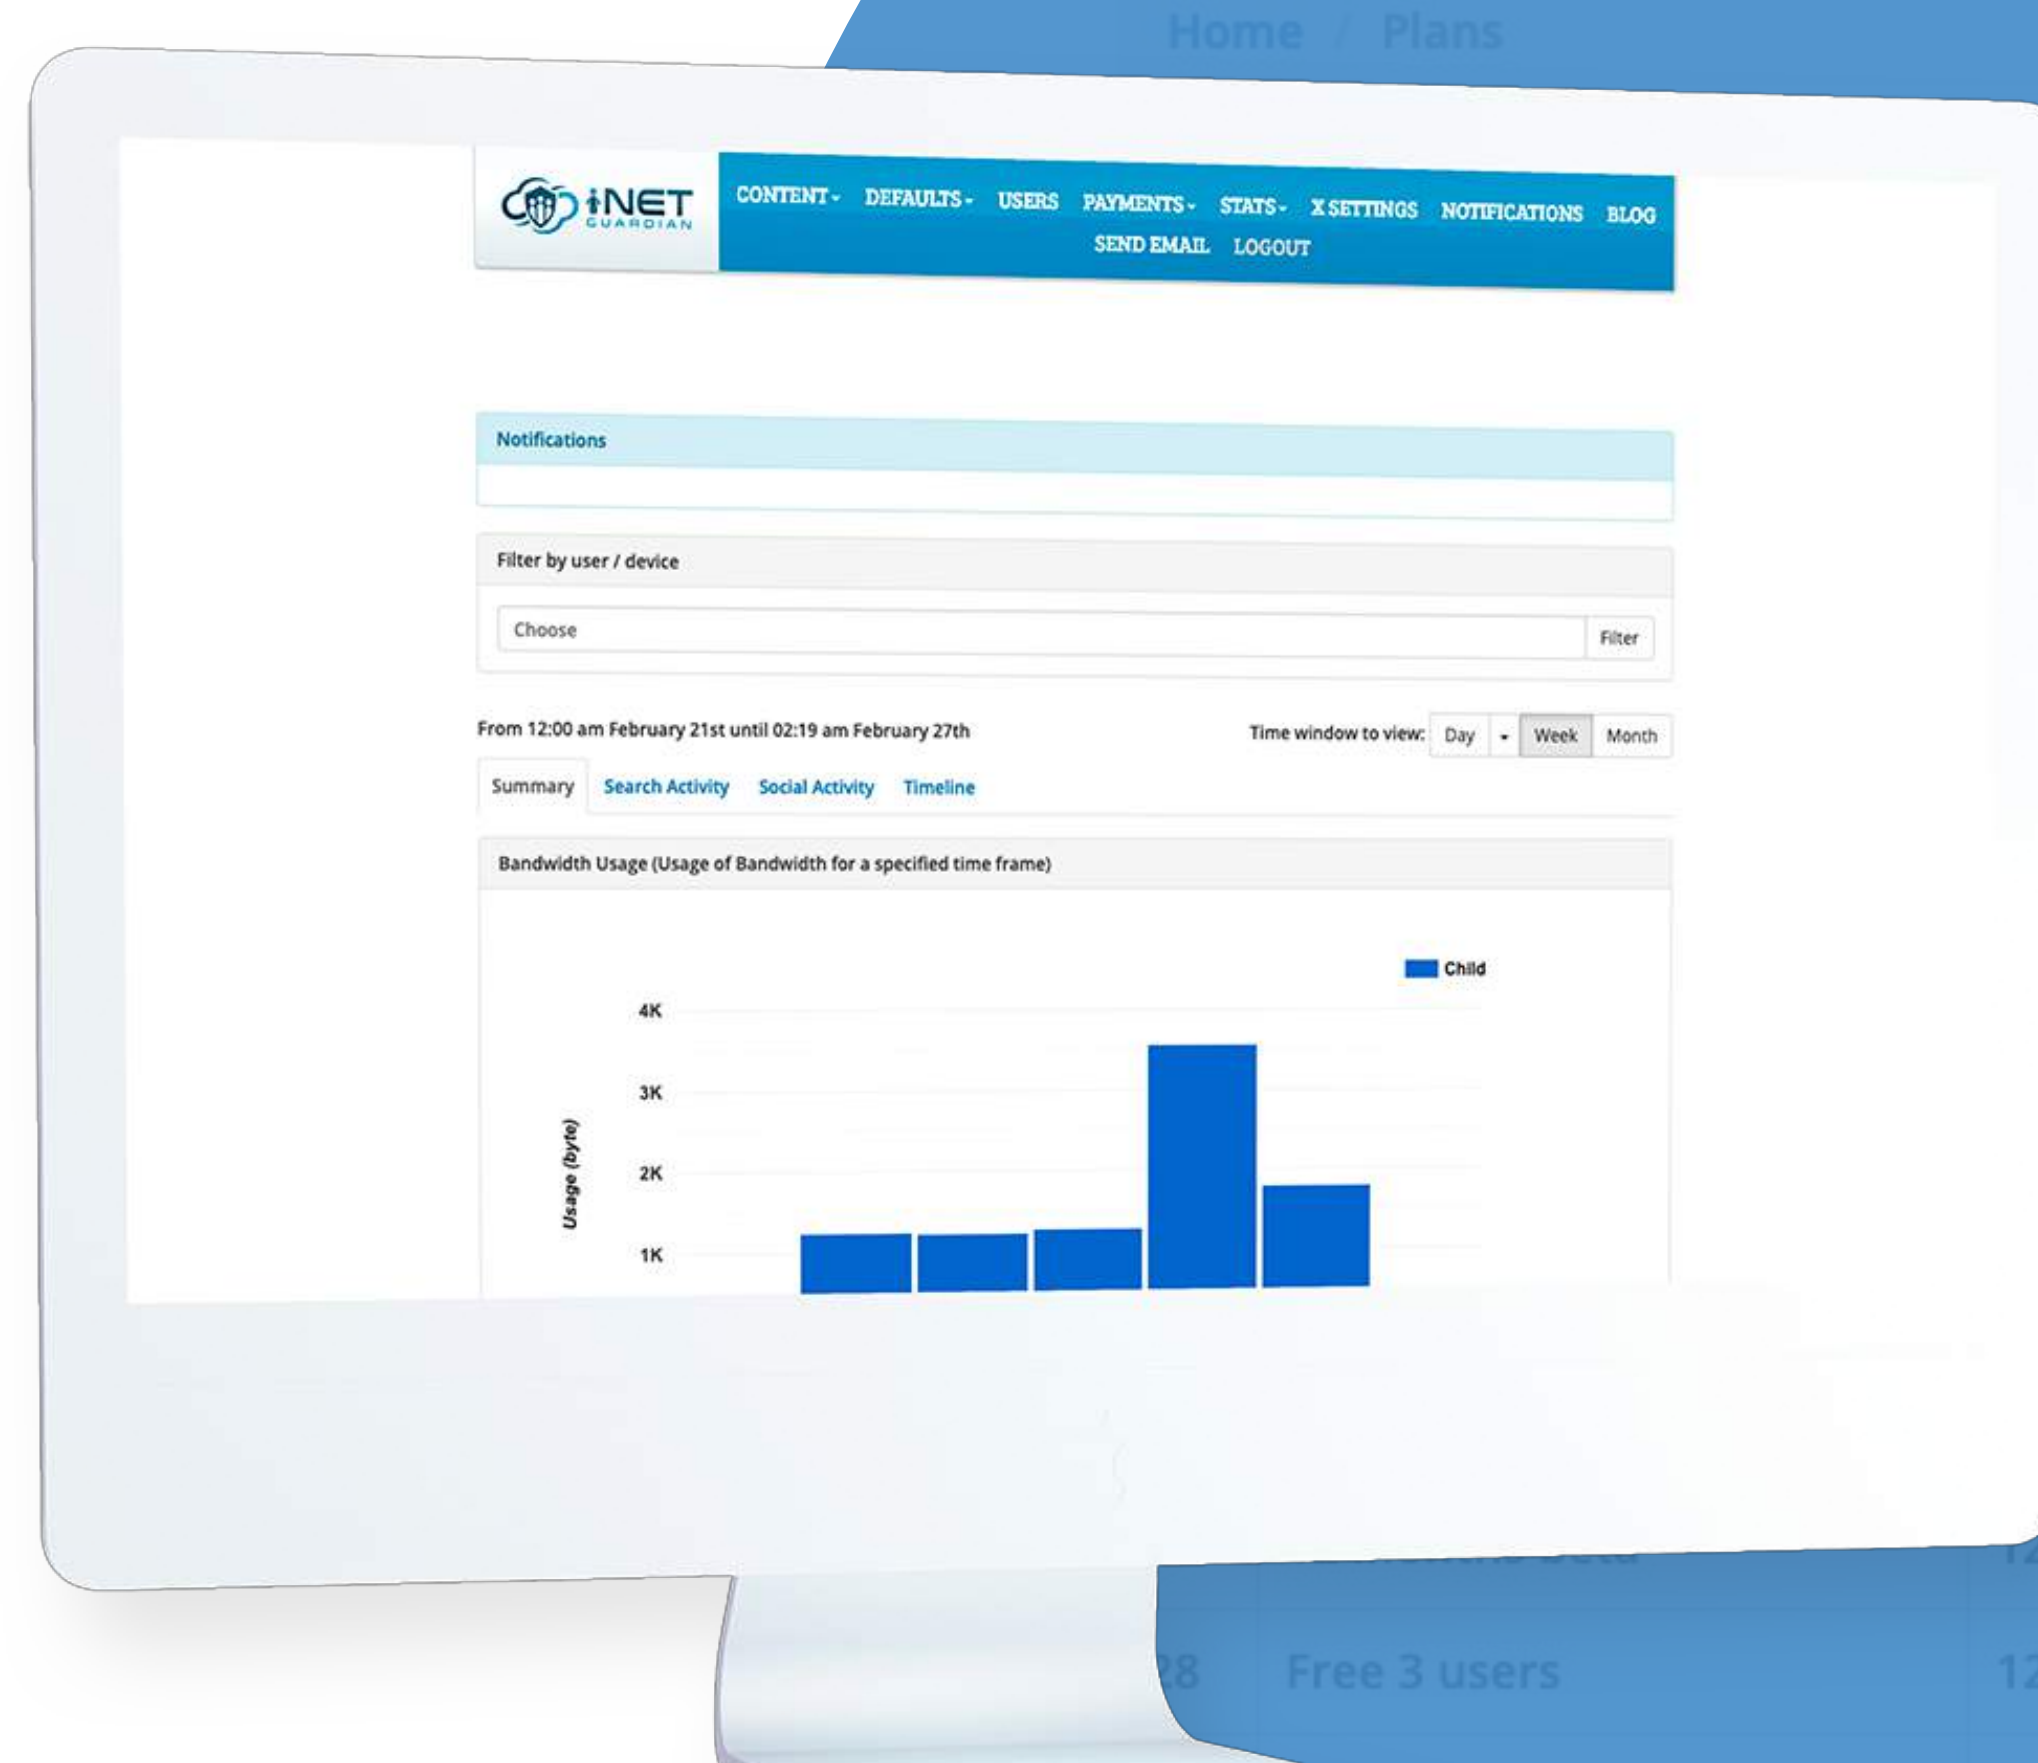 Home / Plans
iNET
GUARDIAN
CONTENT DEFAULTS USERS PAYMENTS STATS X SETTINGS NOTIFICATIONS BLOG
SEND EMAIL LOGOUT
Notifications
Filter by user / device
Choose Filter
From 12:00 am February 21st until 02:19 am February 27th Time window to view: Day Week Month
Summary Search Activity Social Activity Timeline
Bandwidth Usage (Usage of Bandwidth for a specified time frame)
Child
4K
3K
Usage (byte)
2K
1K
28 Free 3 users 12